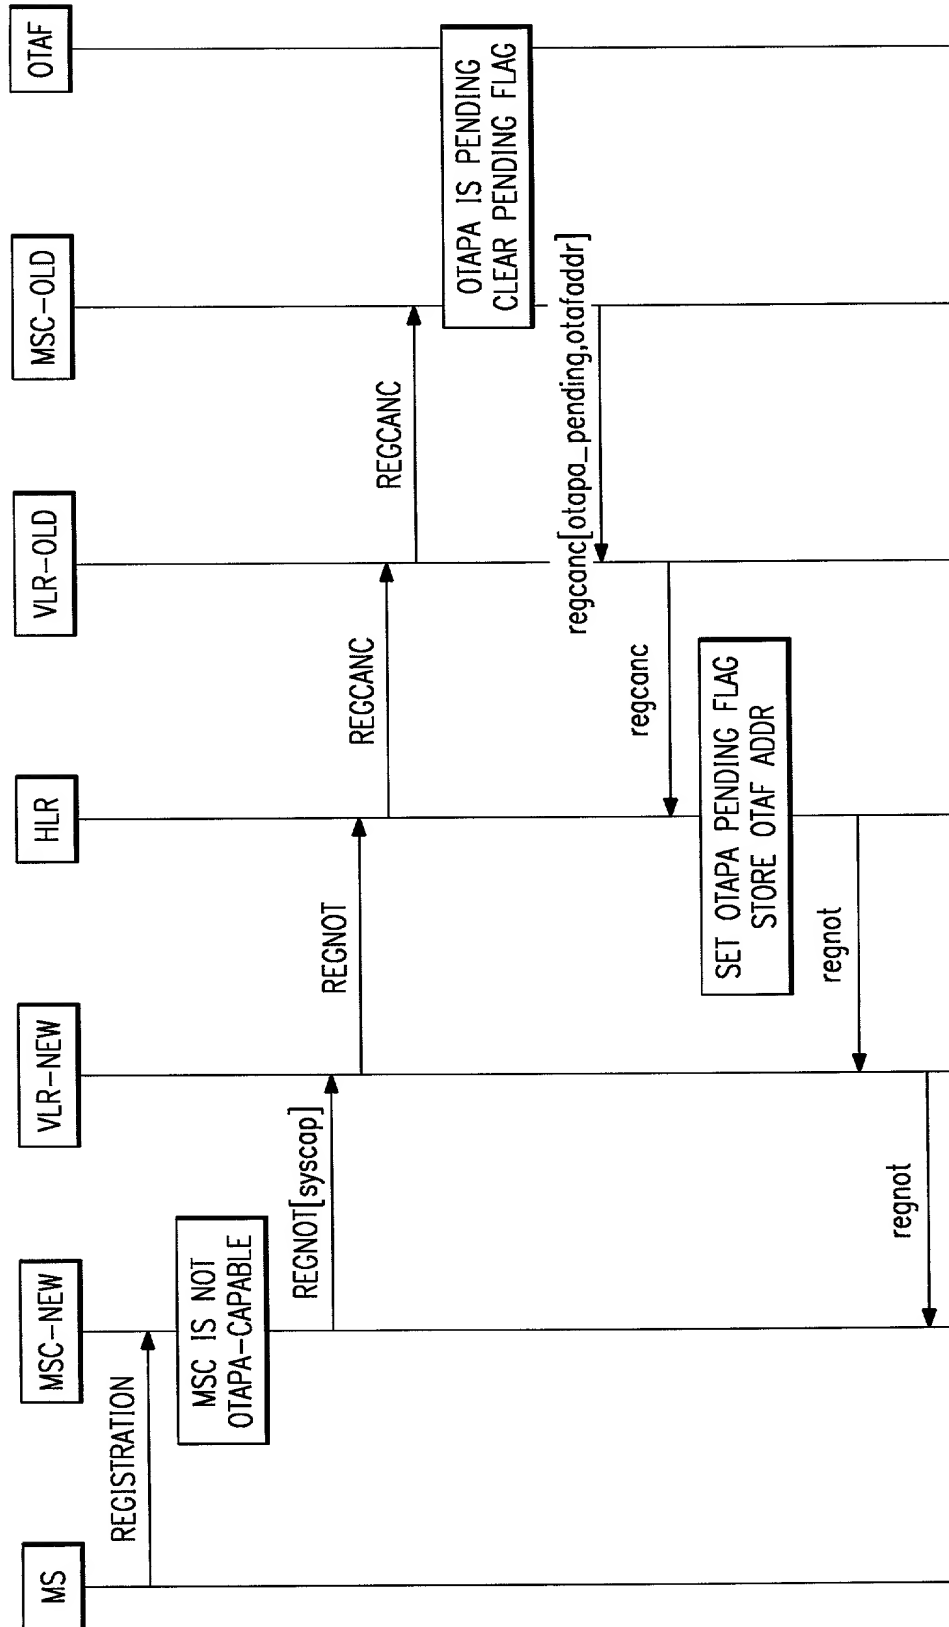 MS
MSC-NEW
VLR-NEW
HLR
VLR-OLD
MSC-OLD
OTAF
REGISTRATION
MSC IS NOT
OTAPA-CAPABLE
REGNOT[syscap]
REGNOT
REGCANC
REGCANC
OTAPA IS PENDING
CLEAR PENDING FLAG
regcanc[otapa_pending,otafaddr]
regcanc
SET OTAPA PENDING FLAG
STORE OTAF ADDR
regnot
regnot